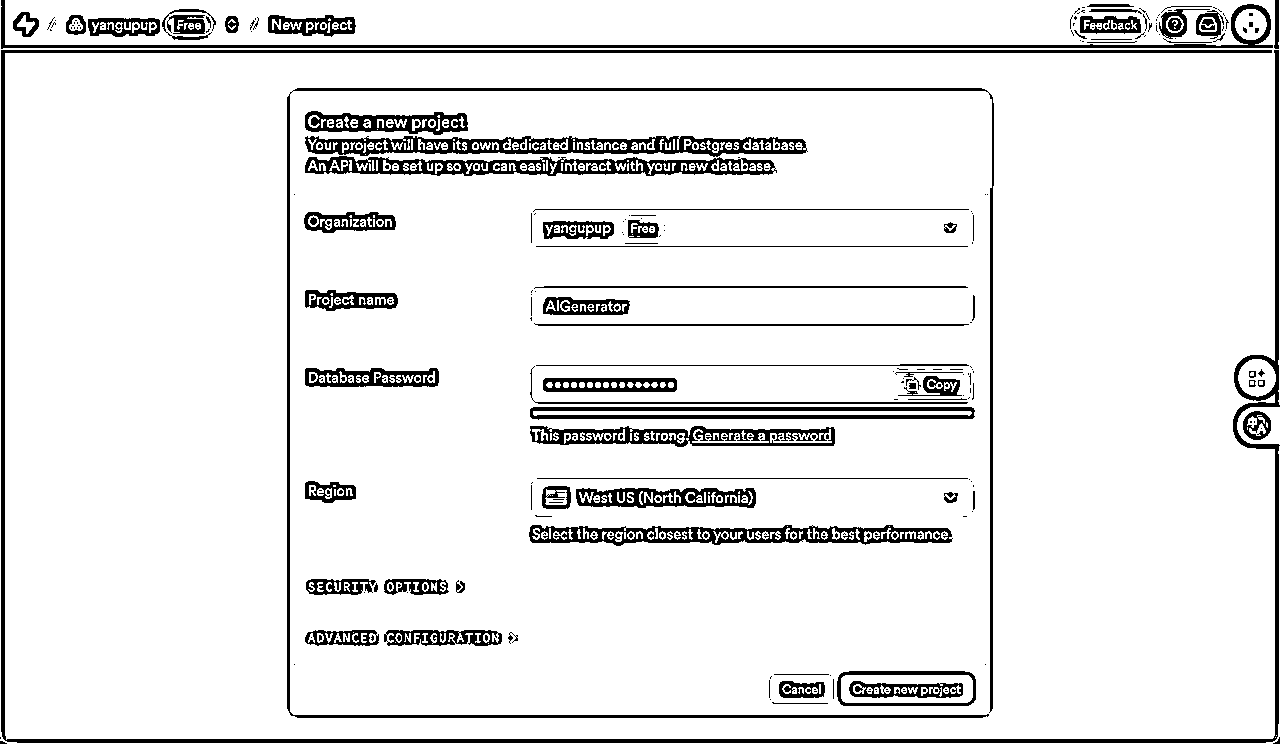 yangupup Free New project Feedback
Create a new project
Your project will have its own dedicated instance and full Postgres database.
An API will be set up so you can easily interact with your new database.
Organization
yangupup Free
Project name
AIGenerator
Database Password
•••••••••••••••• Copy
This password is strong. Generate a password
Region
West US (North California)
Select the region closest to your users for the best performance.
SECURITY OPTIONS
ADVANCED CONFIGURATION
Cancel Create new project